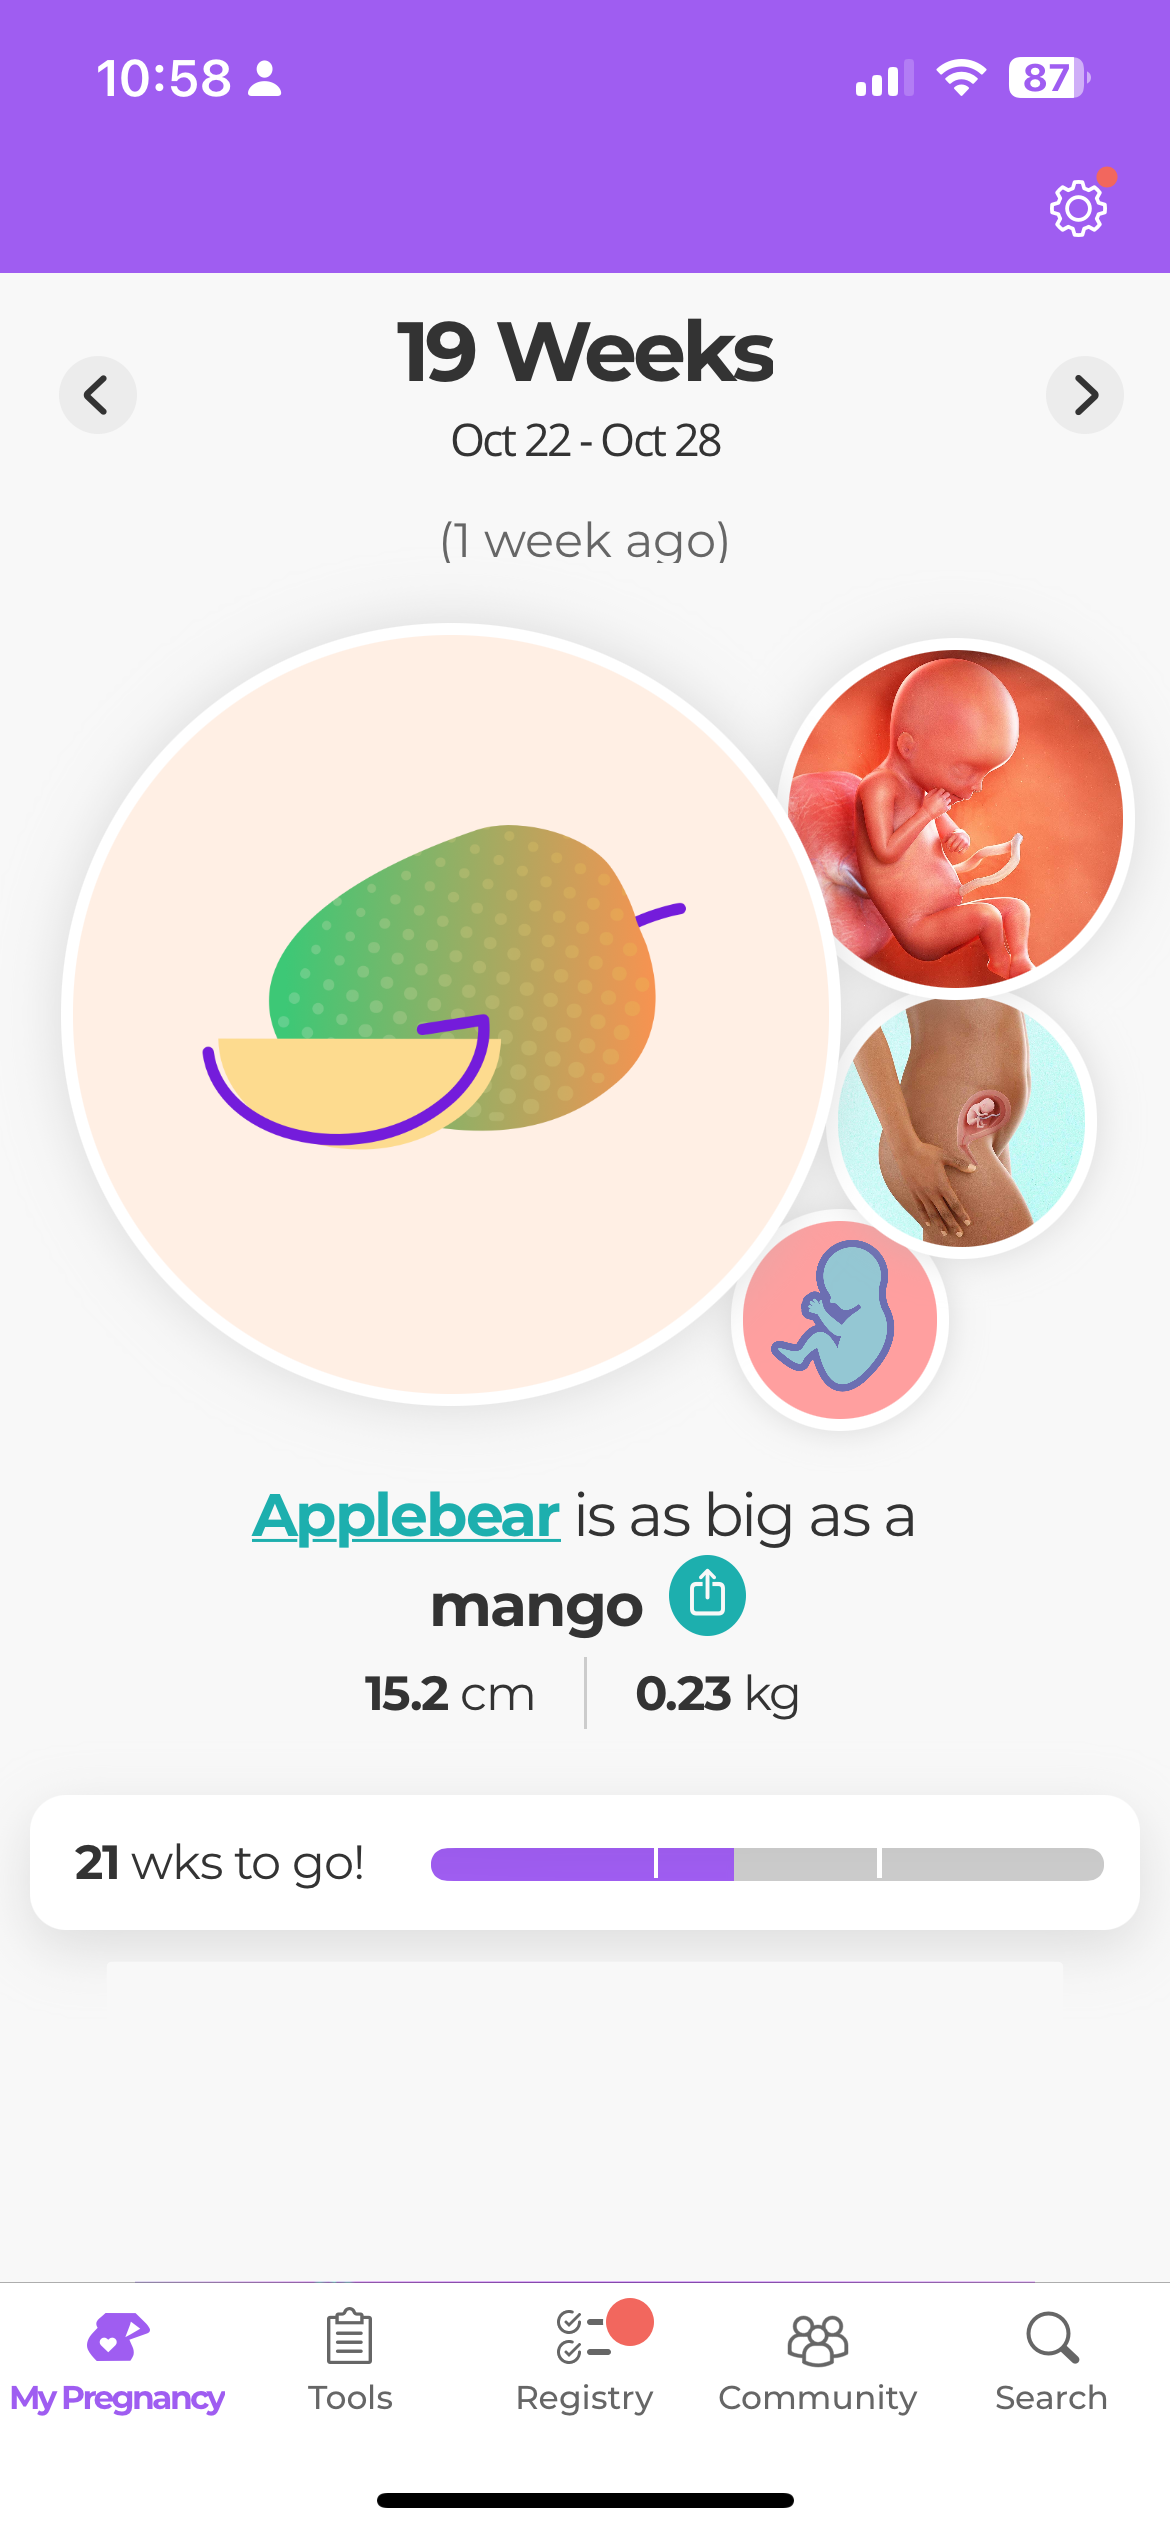 10:58
87
19 Weeks
Oct 22 - Oct 28
(1 week ago)
Applebear is as big as a
mango
15.2 cm
0.23 kg
21 wks to go!
My Pregnancy
Tools
Registry
Community
Search